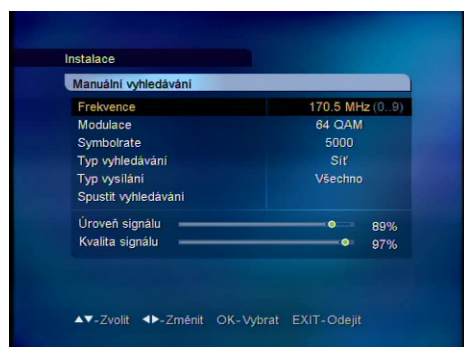 Instalace
Manuální vyhledávání
Frekvence 170.5 MHz (0..9)
Modulace 64 QAM
Symbolrate 5000
Typ vyhledávání Síť
Typ vysílání Všechno
Spustit vyhledávání
Úroveň signálu 89%
Kvalita signálu 97%
▲▼-Zvolit ◀▶-Změnit OK-Vybrat EXIT-Odejít